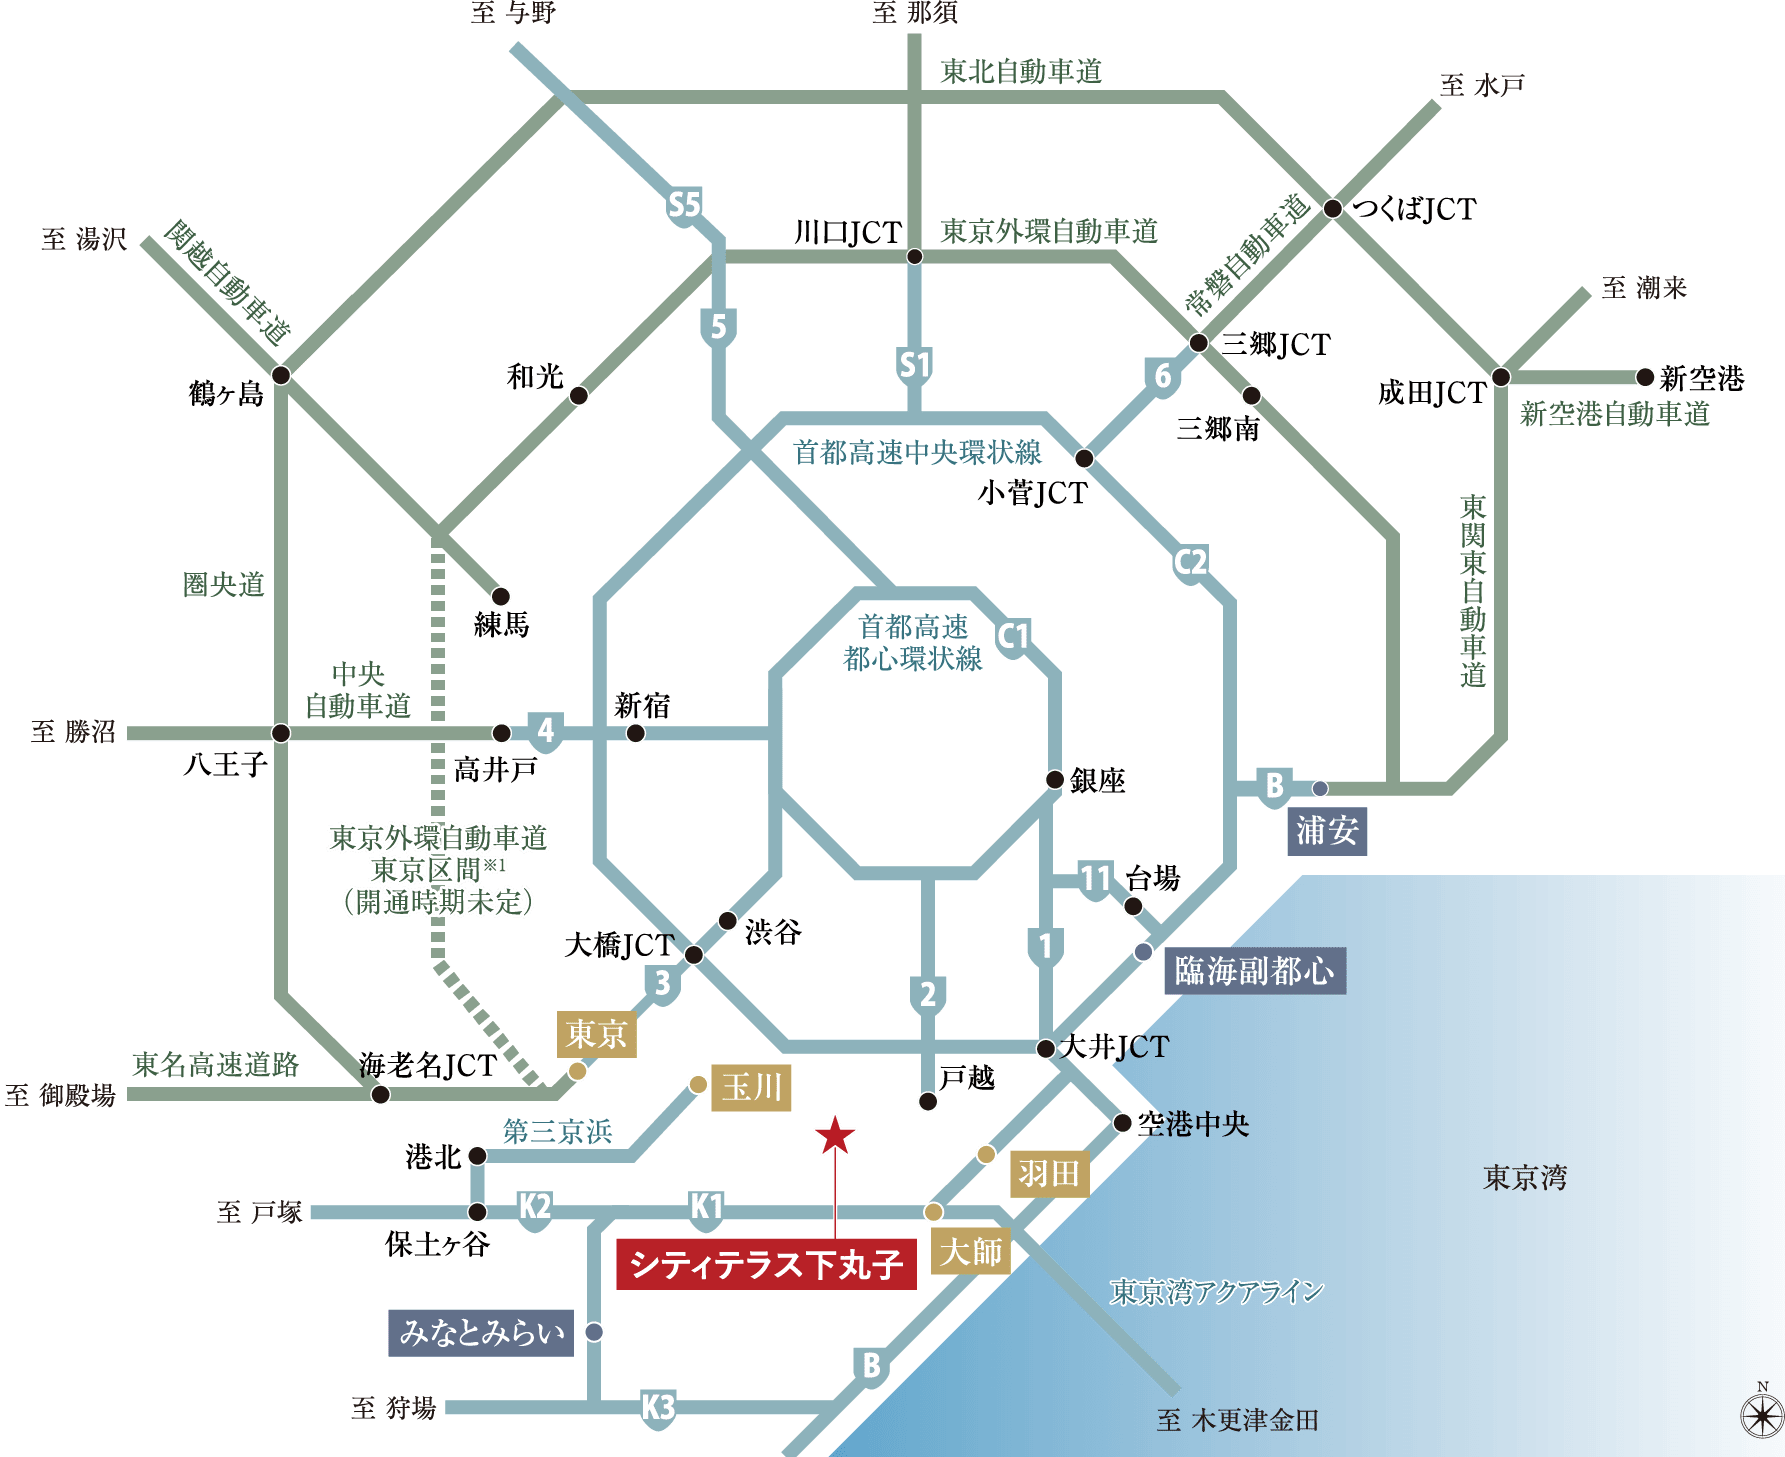 至 与野
至 那須
東北自動車道
至 水戸
S5
つくばJCT
川口JCT
東京外環自動車道
常磐自動車道
至 湯沢
関越自動車道
至 潮来
5
三郷JCT
S1
6
和光
鶴ヶ島
成田JCT
新空港
新空港自動車道
三郷南
首都高速中央環状線
小菅JCT
東関東自動車道
C2
圏央道
練馬
首都高速
都心環状線
C1
中央
自動車道
新宿
至 勝沼
4
八王子
高井戸
銀座
B
浦安
東京外環自動車道
東京区間※1
（開通時期未定）
11
台場
渋谷
大橋JCT
1
臨海副都心
3
2
東京
大井JCT
東名高速道路
海老名JCT
至 御殿場
戸越
玉川
第三京浜
空港中央
港北
羽田
東京湾
至 戸塚
K2
K1
保土ヶ谷
大師
シティテラス下丸子
東京湾アクアライン
みなとみらい
B
至 狩場
K3
至 木更津金田
N